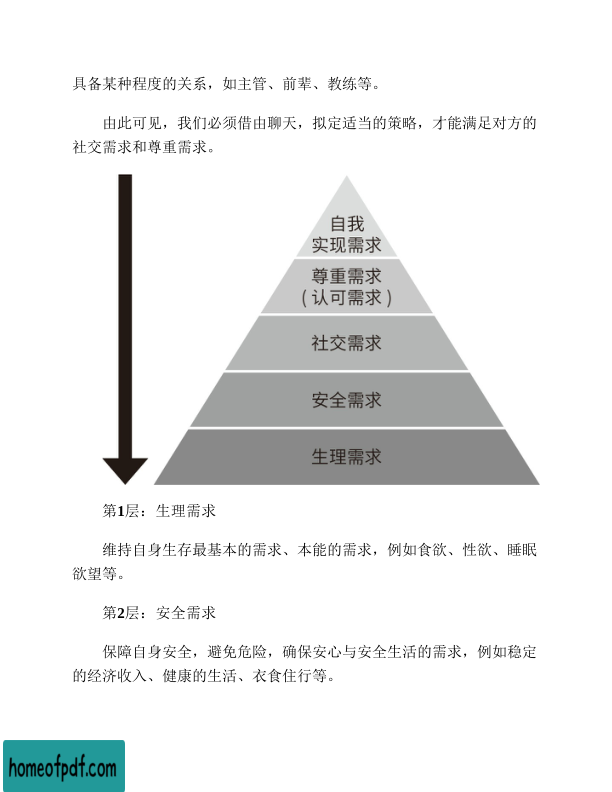 具备某种程度的关系，如主管、前辈、教练等。
由此可见，我们必须借由聊天，拟定适当的策略，才能满足对方的
社交需求和尊重需求。
自我
实现需求
尊重需求
（认可需求）
社交需求
安全需求
生理需求
第1层：生理需求
维持自身生存最基本的需求、本能的需求，例如食欲、性欲、睡眠
欲望等。
第2层：安全需求
保障自身安全，避免危险，确保安心与安全生活的需求，例如稳定
的经济收入、健康的生活、衣食住行等。
homeofpdf.com